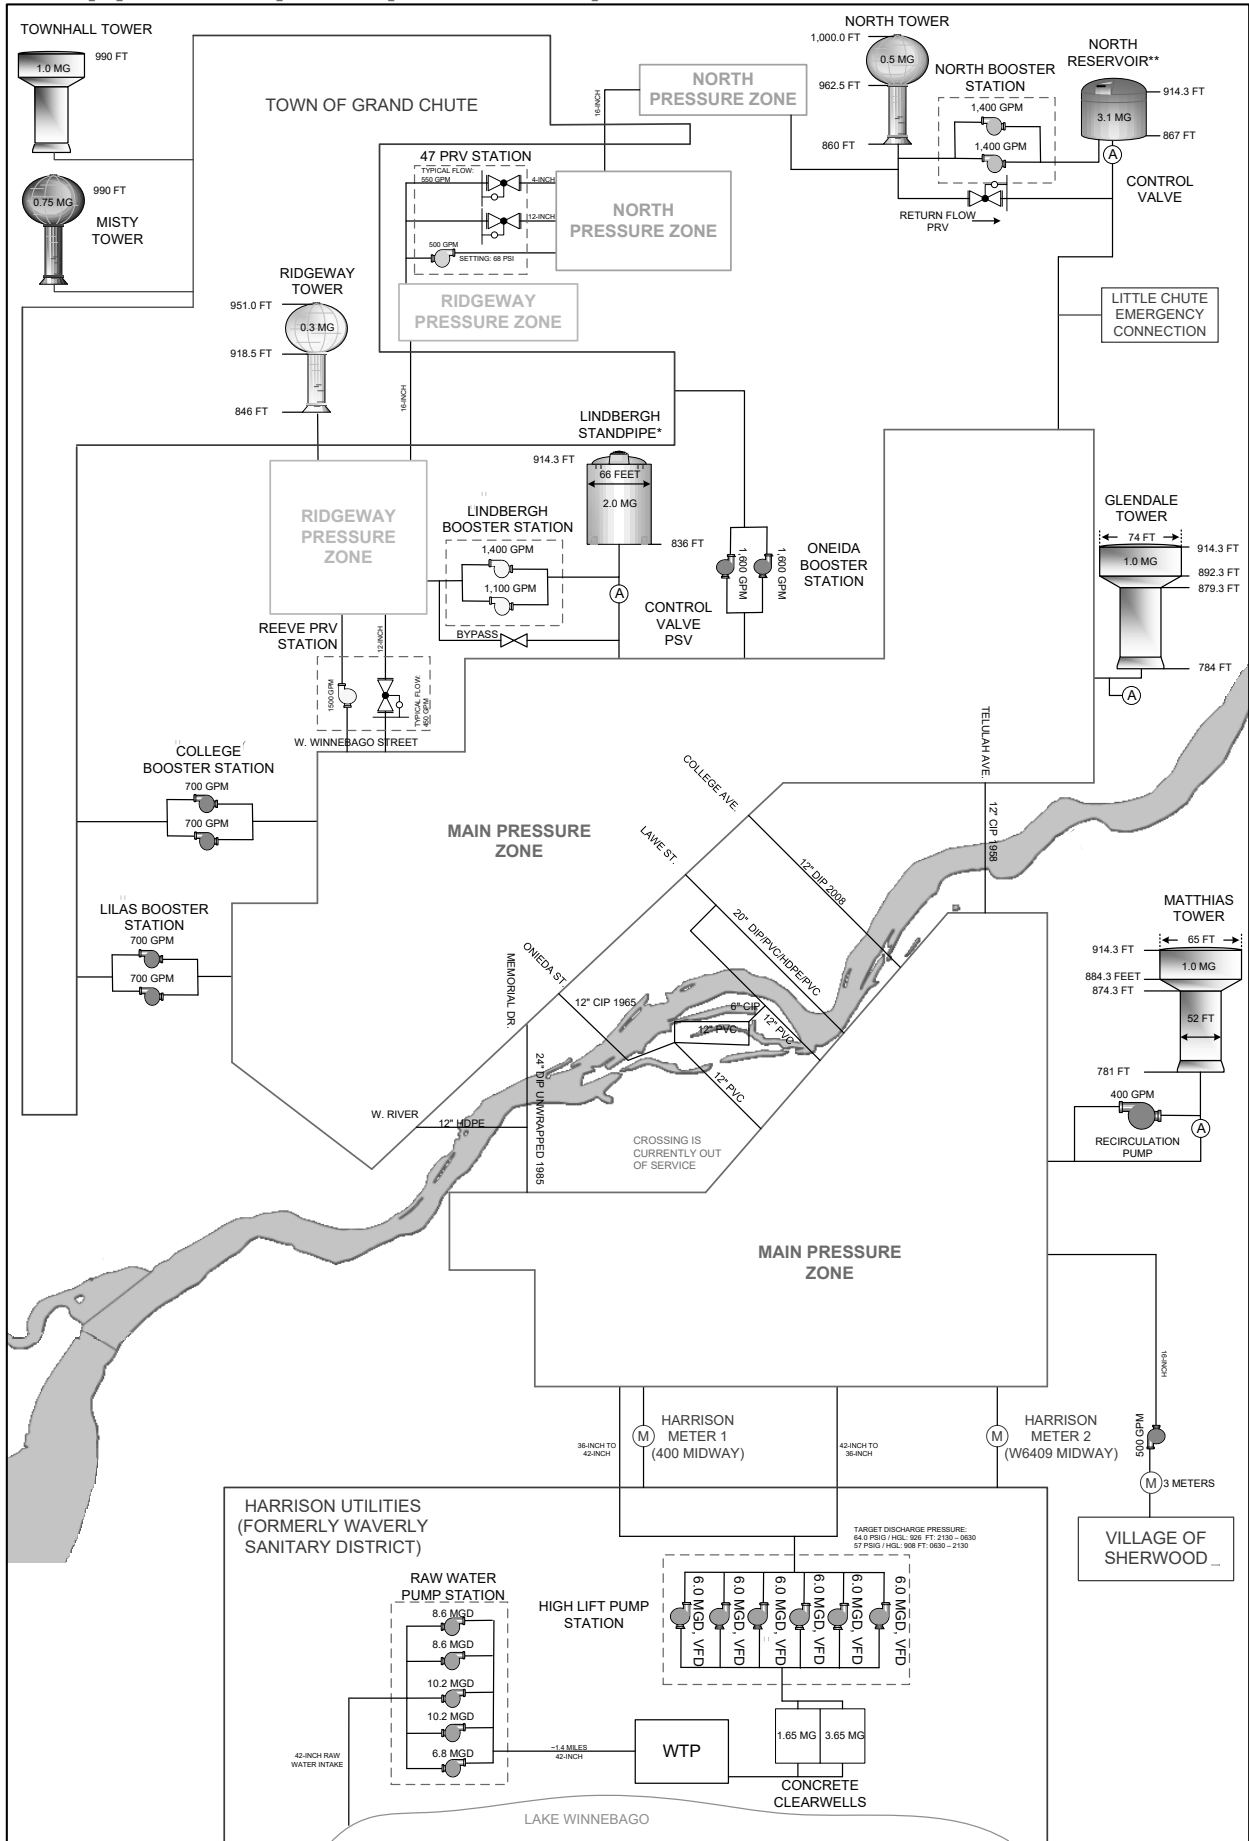 TOWNHALL TOWER
990 FT
1.0 MG
0.75 MG
990 FT
MISTY
TOWER
TOWN OF GRAND CHUTE
16-INCH
NORTH
PRESSURE ZONE
NORTH TOWER
1,000.0 FT
0.5 MG
962.5 FT
860 FT
NORTH BOOSTER
STATION
1,400 GPM
1,400 GPM
NORTH
RESERVOIR**
914.3 FT
3.1 MG
867 FT
A
CONTROL
VALVE
RETURN FLOW
PRV
47 PRV STATION
TYPICAL FLOW:
550 GPM
4-INCH
12-INCH
500 GPM
SETTING: 68 PSI
NORTH
PRESSURE ZONE
RIDGEWAY
PRESSURE ZONE
LITTLE CHUTE
EMERGENCY
CONNECTION
RIDGEWAY
TOWER
951.0 FT
0.3 MG
918.5 FT
846 FT
16-INCH
LINDBERGH
STANDPIPE*
914.3 FT
66 FEET
2.0 MG
836 FT
A
RIDGEWAY
PRESSURE
ZONE
LINDBERGH
BOOSTER STATION
1,400 GPM
1,100 GPM
BYPASS
CONTROL
VALVE
PSV
1,600 GPM
1,600 GPM
ONEIDA
BOOSTER
STATION
GLENDALE
TOWER
74 FT
914.3 FT
1.0 MG
892.3 FT
879.3 FT
784 FT
A
REEVE PRV
STATION
12-INCH
1500 GPM
TYPICAL FLOW:
450 GPM
W. WINNEBAGO STREET
COLLEGE
BOOSTER STATION
700 GPM
700 GPM
LILAS BOOSTER
STATION
700 GPM
700 GPM
MAIN PRESSURE
ZONE
COLLEGE AVE.
LAWE ST.
TELULAH AVE.
12" CIP 1958
12" DIP 2008
20" DIP/PVC/HDPE/PVC
ONIEDA ST.
MEMORIAL DR.
12" CIP 1965
6" CIP
12" PVC
12" PVC
12" PVC
24" DIP UNWRAPPED 1985
W. RIVER
12" HDPE
CROSSING IS
CURRENTLY OUT
OF SERVICE
MATTHIAS
TOWER
914.3 FT
65 FT
1.0 MG
884.3 FEET
874.3 FT
52 FT
781 FT
400 GPM
RECIRCULATION
PUMP
A
MAIN PRESSURE
ZONE
16-INCH
500 GPM
M
3 METERS
VILLAGE OF
SHERWOOD
36-INCH TO
42-INCH
M
HARRISON
METER 1
(400 MIDWAY)
42-INCH TO
36-INCH
M
HARRISON
METER 2
(W6409 MIDWAY)
HARRISON UTILITIES
(FORMERLY WAVERLY
SANITARY DISTRICT)
TARGET DISCHARGE PRESSURE:
64.0 PSIG / HGL: 926 FT: 2130 – 0630
57 PSIG / HGL: 908 FT: 0630 – 2130
RAW WATER
PUMP STATION
8.6 MGD
8.6 MGD
10.2 MGD
10.2 MGD
6.8 MGD
HIGH LIFT PUMP
STATION
6.0 MGD, VFD
6.0 MGD, VFD
6.0 MGD, VFD
6.0 MGD, VFD
6.0 MGD, VFD
6.0 MGD, VFD
1.65 MG
3.65 MG
CONCRETE
CLEARWELLS
WTP
~1.4 MILES
42-INCH
42-INCH RAW
WATER INTAKE
LAKE WINNEBAGO